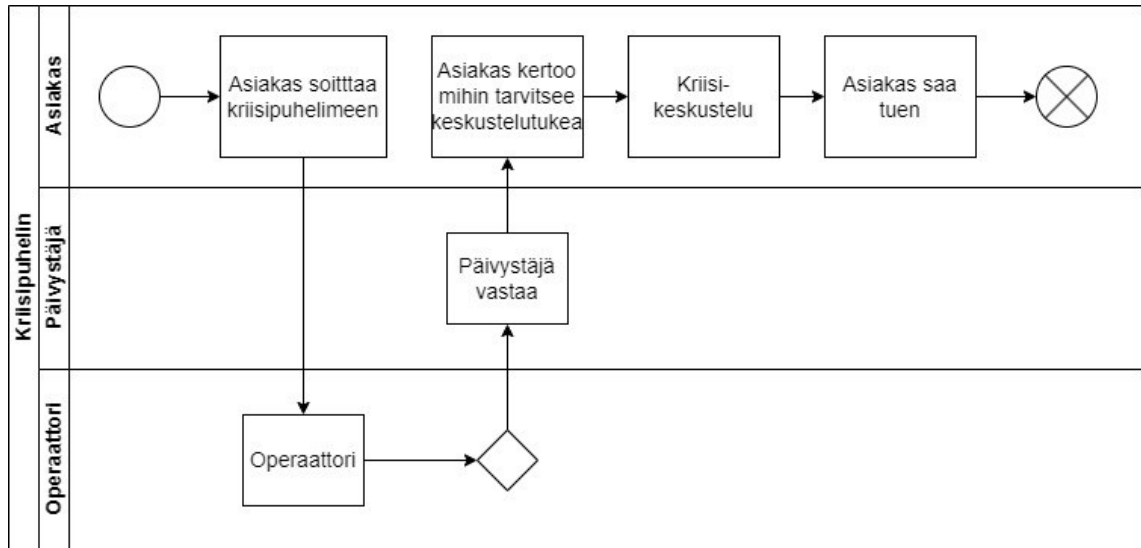 Kriisipuhelin
Asiakas
Asiakas soitttaa
kriisipuhelimeen
Asiakas kertoo
mihin tarvitsee
keskustelutukea
Kriisi-
keskustelu
Asiakas saa
tuen
Päivystäjä
Päivystäjä
vastaa
Operaattori
Operaattori